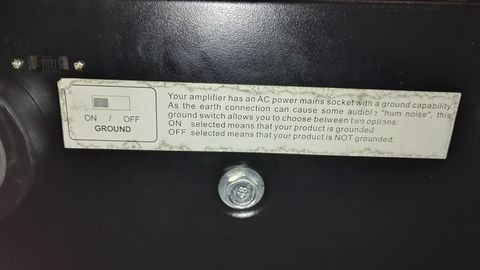 ON / OFF
GROUND
Your amplifier has an AC power mains socket with a ground capability.
As the earth connection can cause some audible "hum noise", this
ground switch allows you to choose between two options:
ON selected means that your product is grounded
OFF selected means that your product is NOT grounded.